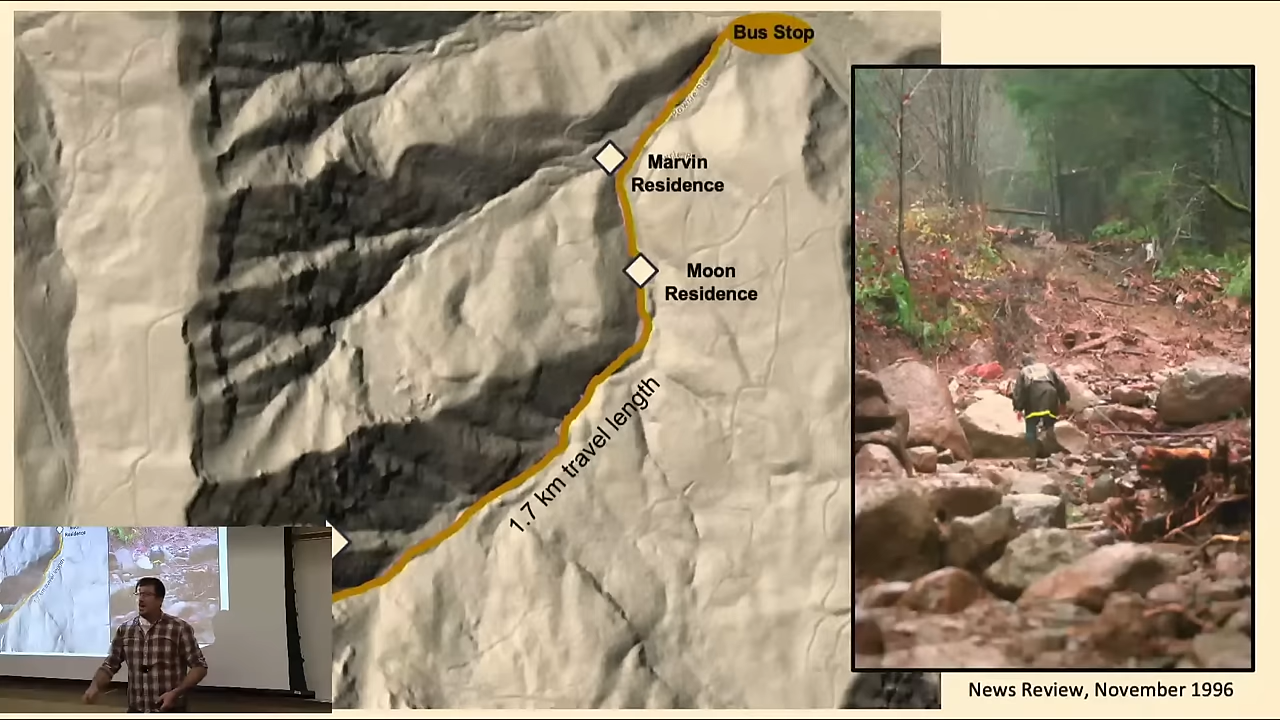 Bus Stop
Marvin
Residence
Moon
Residence
1.7 km travel length
News Review, November 1996